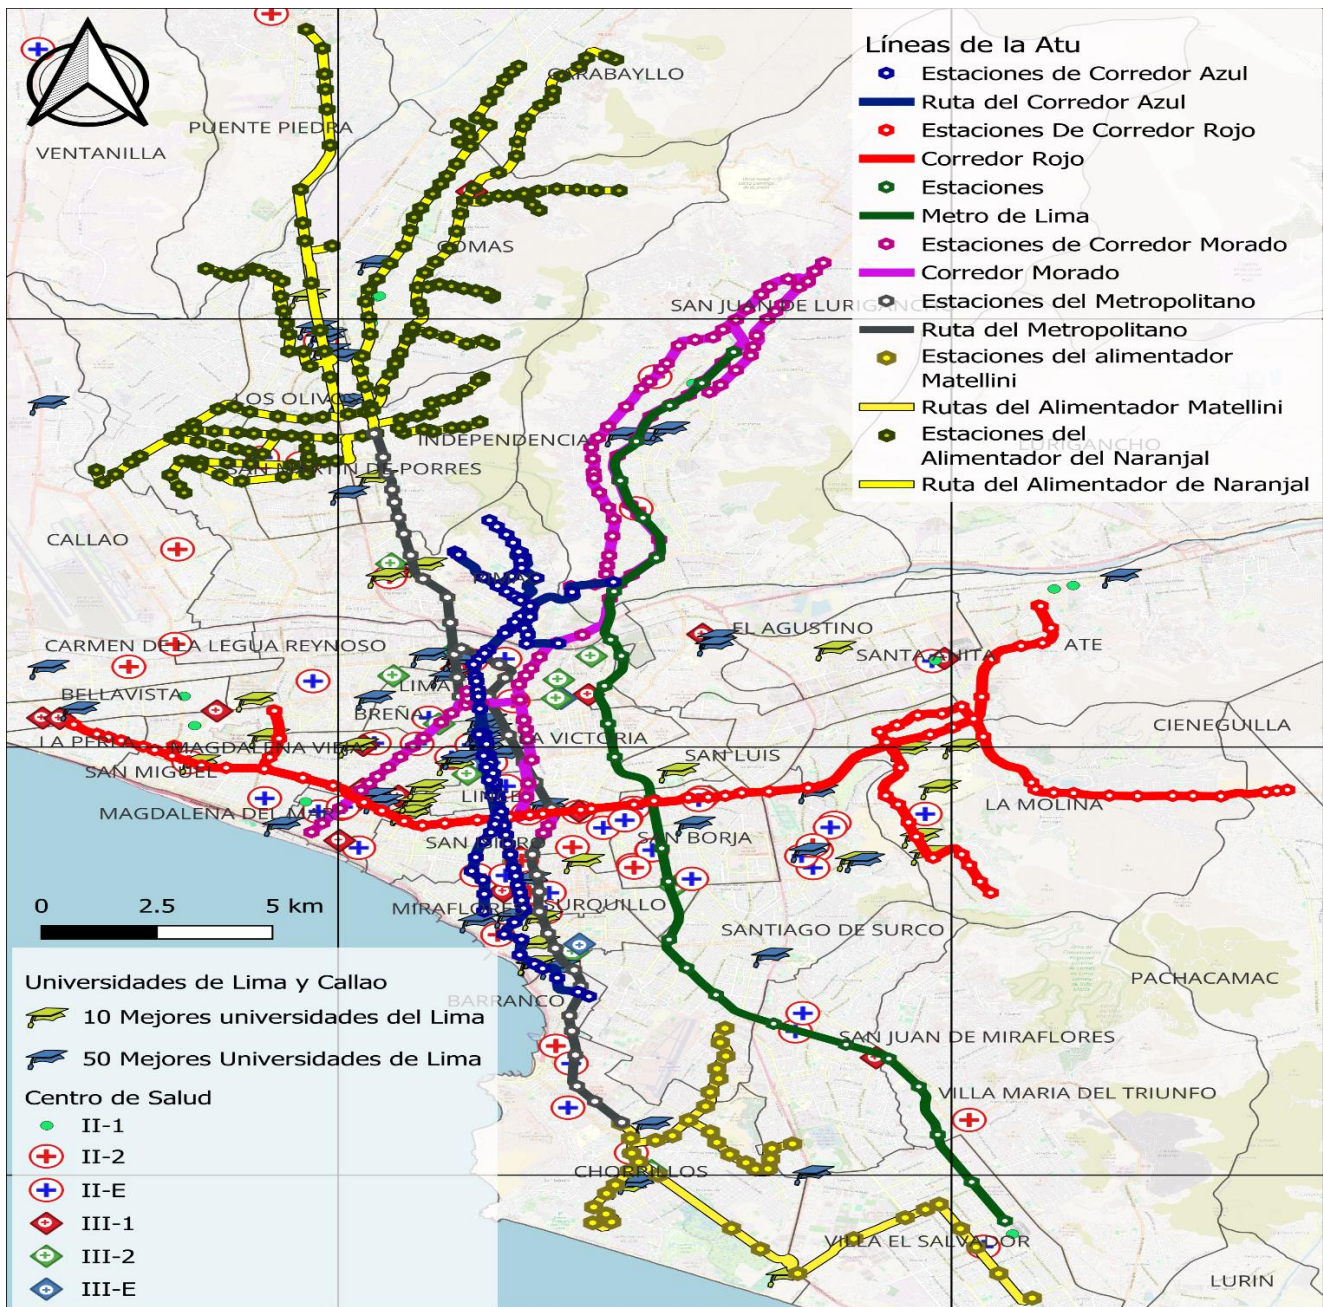 Líneas de la Atu
Estaciones de Corredor Azul
Ruta del Corredor Azul
Estaciones De Corredor Rojo
Corredor Rojo
Estaciones
Metro de Lima
Estaciones de Corredor Morado
Corredor Morado
Estaciones del Metropolitano
Ruta del Metropolitano
Estaciones del alimentador
Matellini
Rutas del Alimentador Matellini
Estaciones del
Alimentador del Naranjal
Ruta del Alimentador de Naranjal
CARABAYLLO
PUENTE PIEDRA
VENTANILLA
COMAS
SAN JUAN DE LURIGANCHO
LOS OLIVOS
INDEPENDENCIA
LURIGANCHO
SAN MARTIN DE PORRES
CALLAO
RIMAC
CARMEN DE LA LEGUA REYNOSO
EL AGUSTINO
SANTA ANITA
ATE
BELLAVISTA
LIMA
BREÑA
CIENEGUILLA
LA PERLA
MAGDALENA VIEJA
LA VICTORIA
SAN LUIS
SAN MIGUEL
LINCE
LA MOLINA
MAGDALENA DEL MAR
SAN ISIDRO
SAN BORJA
MIRAFLORES
SURQUILLO
SANTIAGO DE SURCO
PACHACAMAC
BARRANCO
SAN JUAN DE MIRAFLORES
VILLA MARIA DEL TRIUNFO
CHORRILLOS
VILLA EL SALVADOR
LURIN
0 2.5 5 km
Universidades de Lima y Callao
10 Mejores universidades del Lima
50 Mejores Universidades de Lima
Centro de Salud
II-1
II-2
II-E
III-1
III-2
III-E